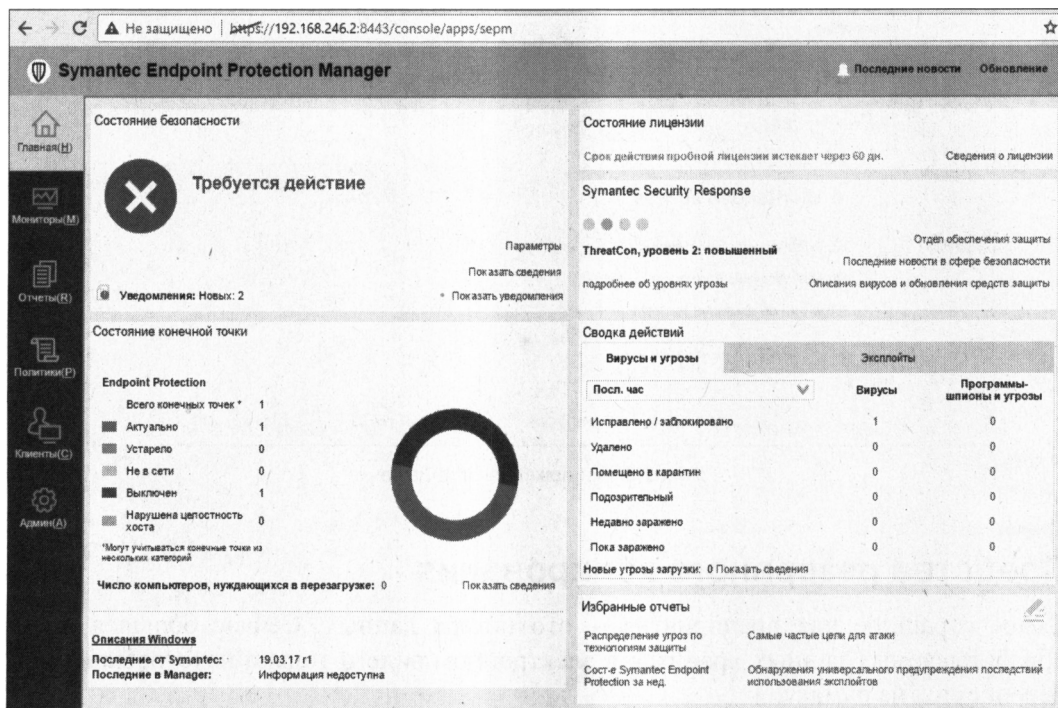 Не защищено | https://192.168.246.2:8443/console/apps/sepm
Symantec Endpoint Protection Manager
Последние новости
Обновление
Главная(H)
Мониторы(M)
Отчеты(R)
Политики(P)
Клиенты(C)
Админ(A)
Состояние безопасности
Требуется действие
Параметры
Показать сведения
Уведомления: Новых: 2
Показать уведомления
Состояние конечной точки
Endpoint Protection
Всего конечных точек * 1
Актуально 1
Устарело 0
Не в сети 0
Выключен 1
Нарушена целостность
хоста 0
*Могут учитываться конечные точки из
нескольких категорий
Число компьютеров, нуждающихся в перезагрузке: 0
Показать сведения
Описания Windows
Последние от Symantec: 19.03.17 r1
Последние в Manager: Информация недоступна
Состояние лицензии
Срок действия пробной лицензии истекает через 60 дн.
Сведения о лицензии
Symantec Security Response
ThreatCon, уровень 2: повышенный
Отдел обеспечения защиты
Последние новости в сфере безопасности
подробнее об уровнях угрозы
Описания вирусов и обновления средств защиты
Сводка действий
Вирусы и угрозы
Эксплойты
Посл. час
Вирусы
Программы-
шпионы и угрозы
Исправлено / заблокировано 1 0
Удалено 0 0
Помещено в карантин 0 0
Подозрительный 0 0
Недавно заражено 0 0
Пока заражено 0 0
Новые угрозы загрузки: 0 Показать сведения
Избранные отчеты
Распределение угроз по
технологиям защиты
Самые частые цели для атаки
Сост-е Symantec Endpoint
Protection за нед.
Обнаружения универсального предупреждения последствий
использования эксплойтов